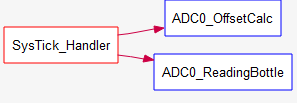 ADC0_OffsetCalc
SysTick_Handler
ADC0_ReadingBottle